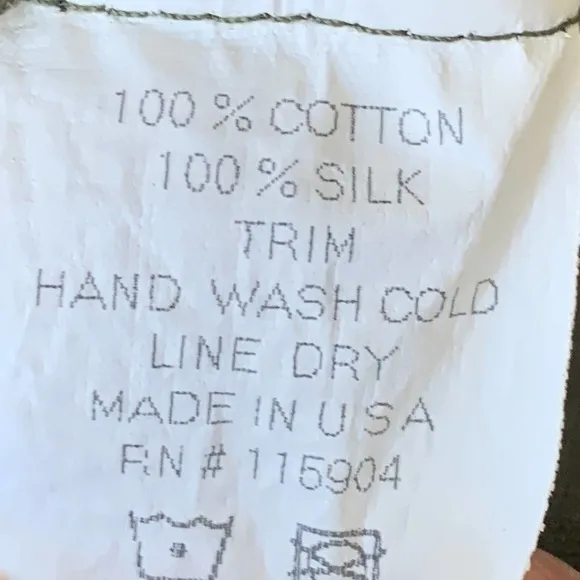 100 % COTTON
100 % SILK
TRIM
HAND WASH COLD
LINE DRY
MADE IN U S A
RN # 115904